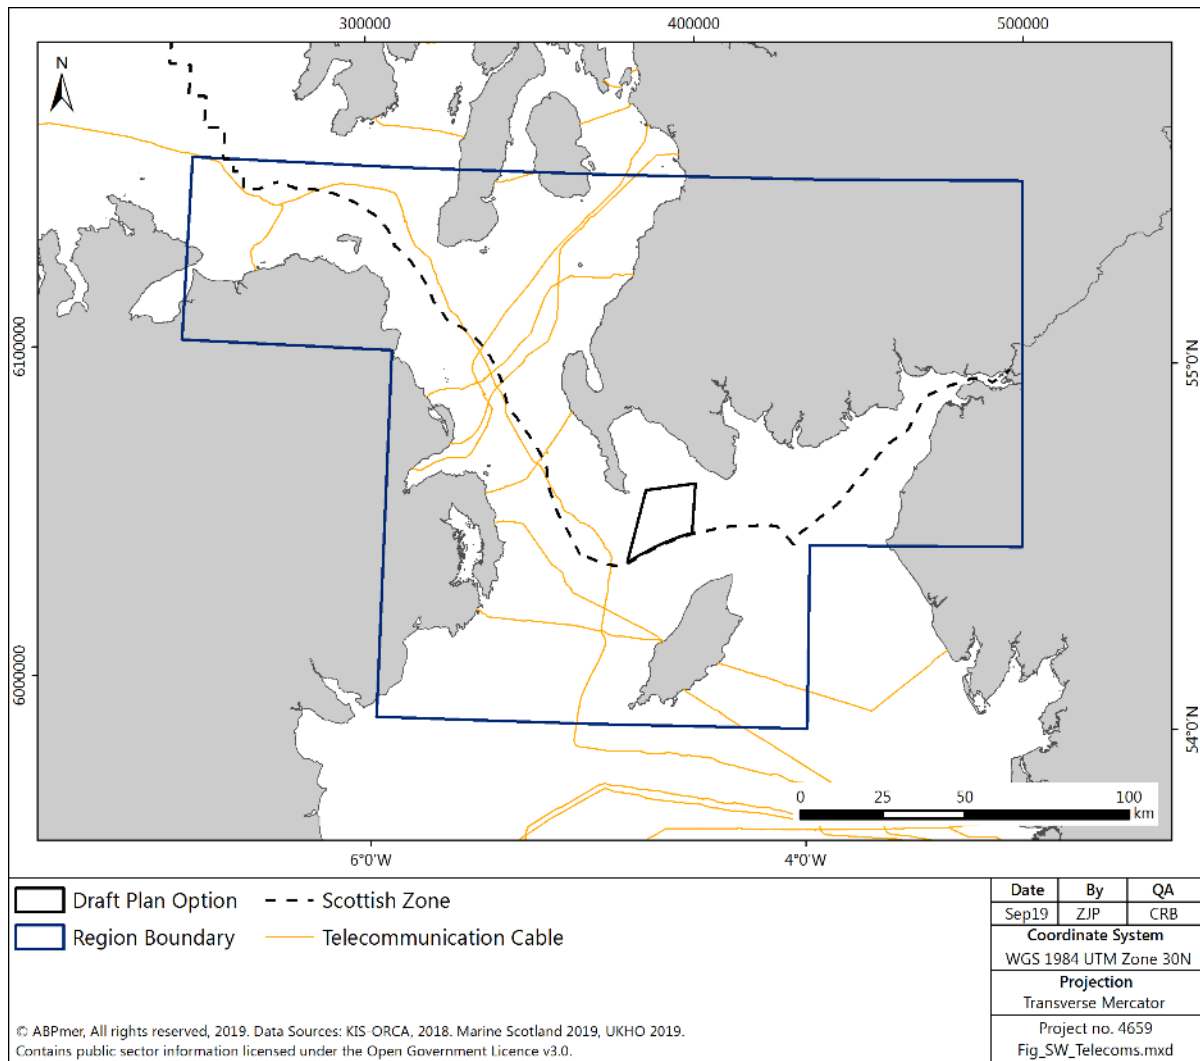 300000 400000 500000
N
6100000
55°0'N
6000000
54°0'N
0 25 50 100
km
6°0'W 4°0'W
Draft Plan Option Scottish Zone
Region Boundary Telecommunication Cable
Date By QA
Sep19 ZJP CRB
Coordinate System
WGS 1984 UTM Zone 30N
Projection
Transverse Mercator
Project no. 4659
Fig_SW_Telecoms.mxd
© ABPmer, All rights reserved, 2019. Data Sources: KIS-ORCA, 2018. Marine Scotland 2019, UKHO 2019.
Contains public sector information licensed under the Open Government Licence v3.0.